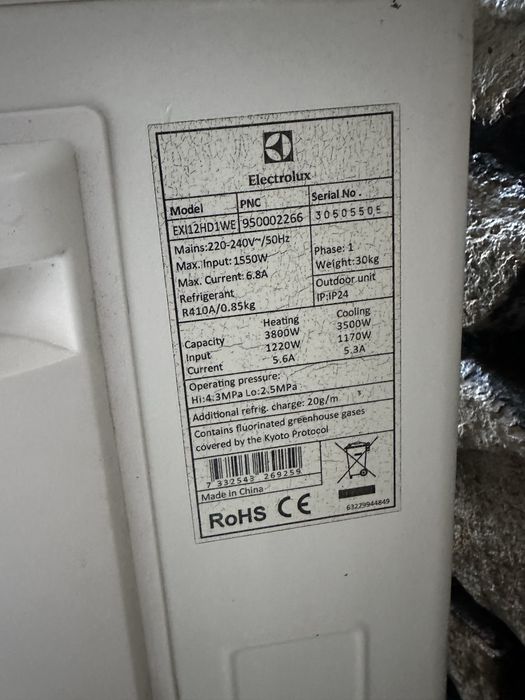 Electrolux
Model PNC Serial No .
EXI12HD1WE 950002266 30505505
Mains:220-240V~/50Hz
Max. Input: 1550W Phase: 1
Max. Current: 6.8A Weight:30kg
Refrigerant Outdoor unit
R410A/0.85kg IP:IP24
Heating Cooling
Capacity 3800W 3500W
Input 1220W 1170W
Current 5.6A 5.3A
Operating pressure:
Hi:4.3MPa Lo:2.5MPa
Additional refrig. charge: 20g/m
Contains fluorinated greenhouse gases
covered by the Kyoto Protocol
7 332543 269259
Made in China
RoHS CE
63229944849